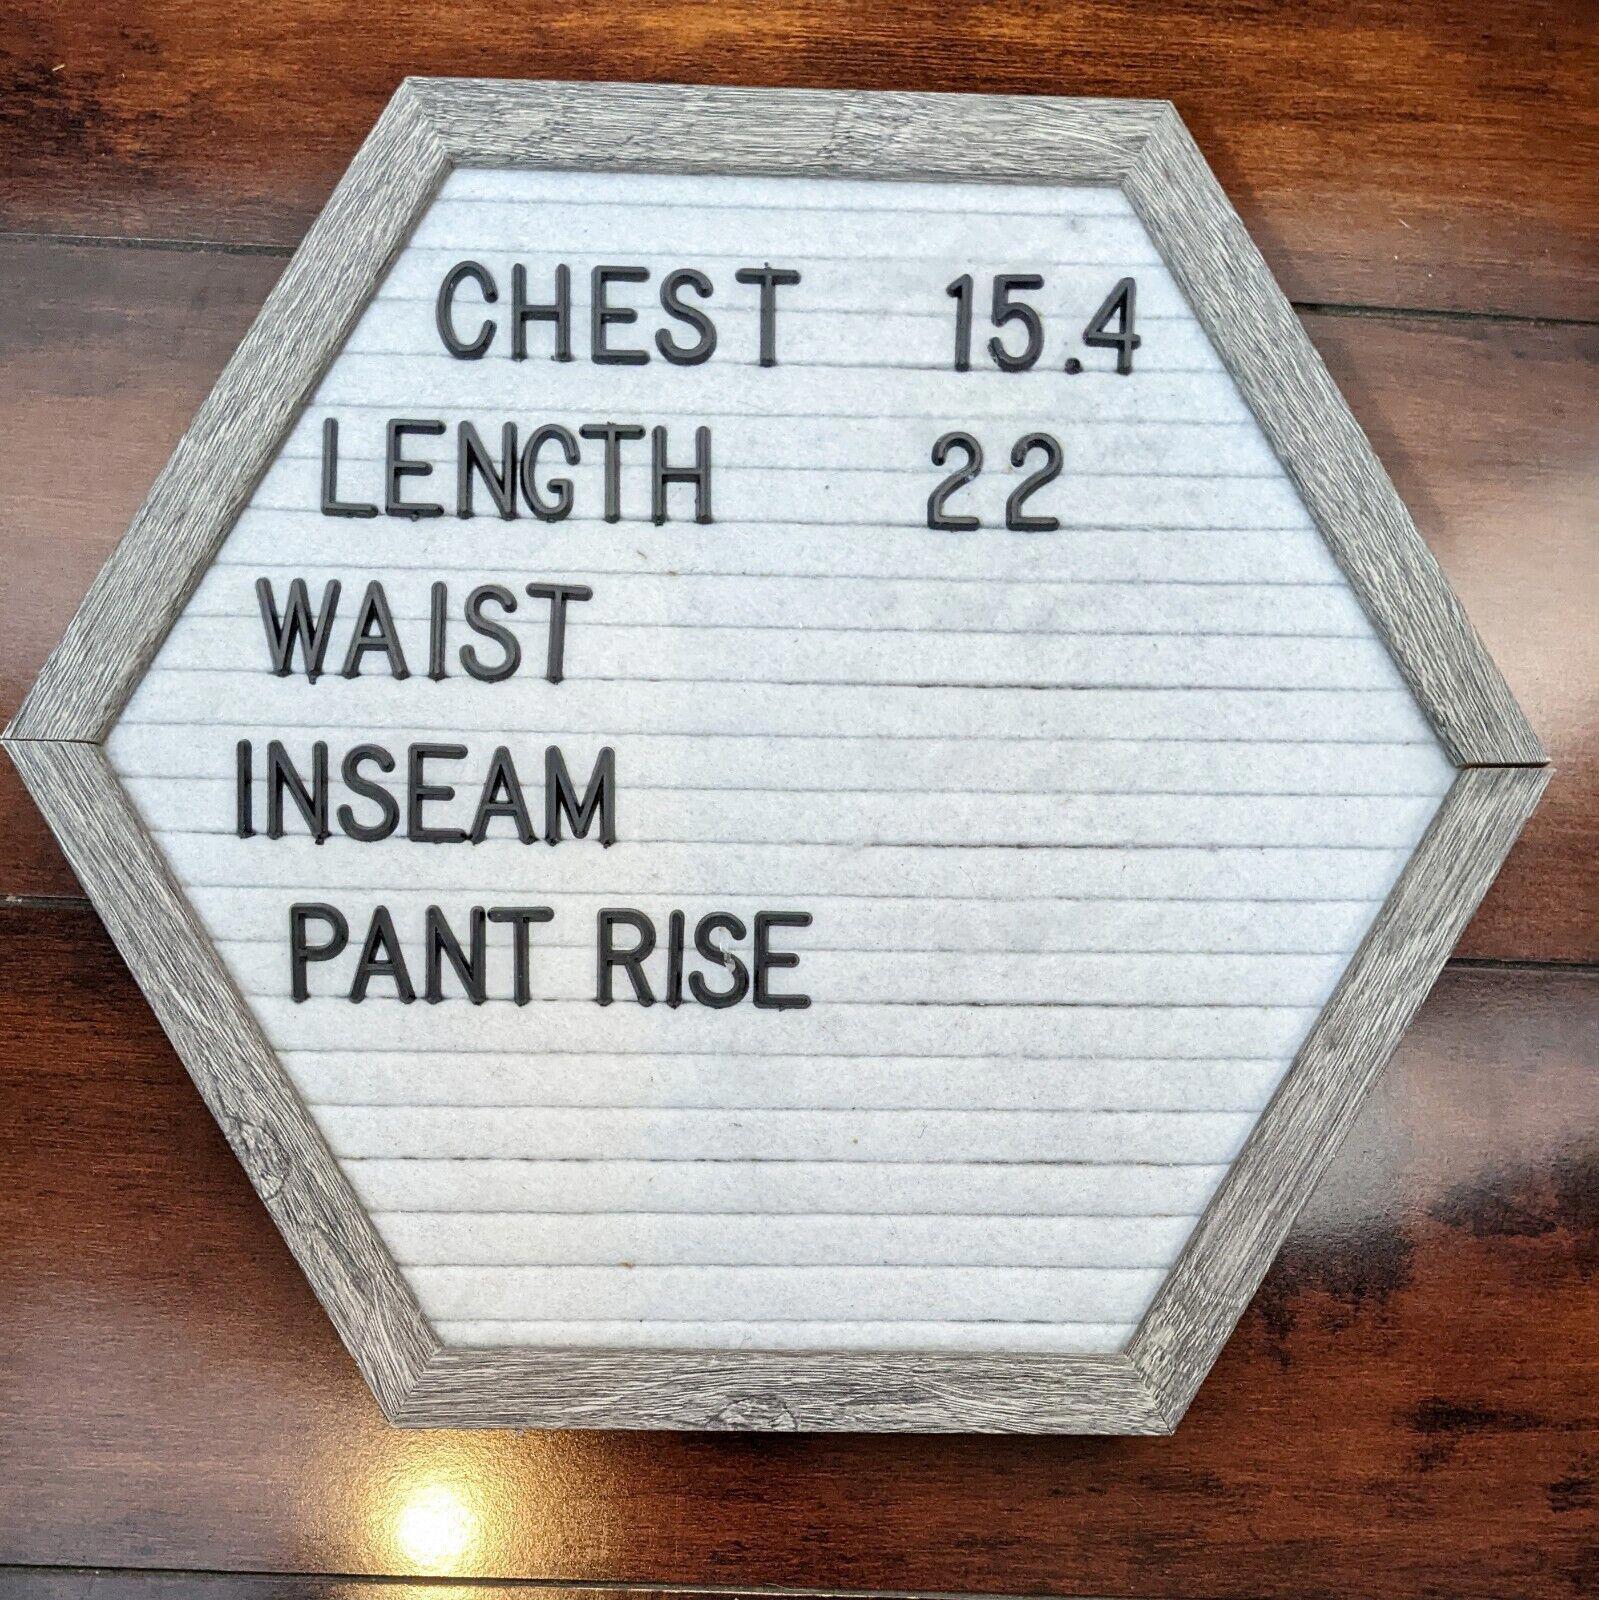 CHEST 15.4
LENGTH 22
WAIST
INSEAM
PANT RISE